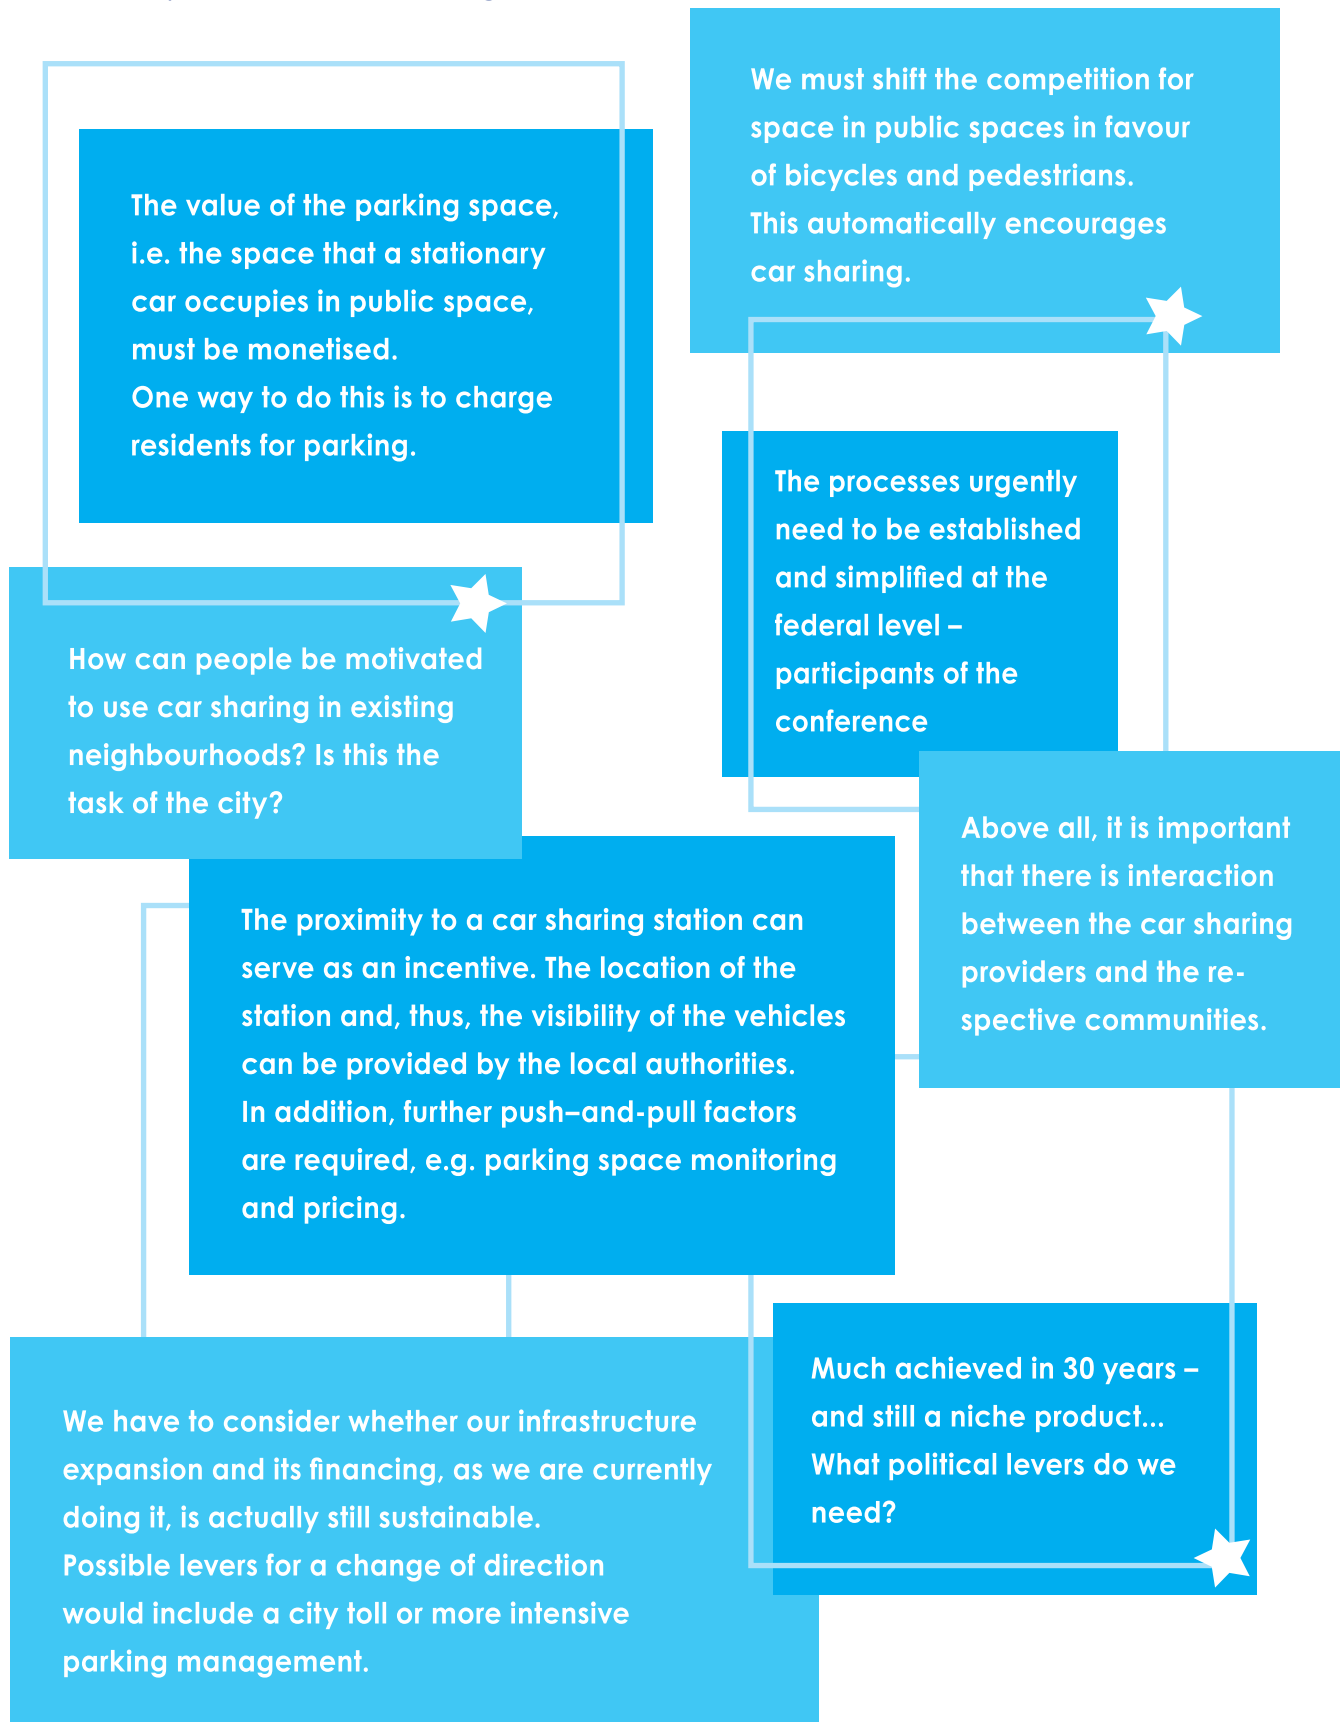 We must shift the competition for
space in public spaces in favour
of bicycles and pedestrians.
This automatically encourages
car sharing.
The value of the parking space,
i.e. the space that a stationary
car occupies in public space,
must be monetised.
One way to do this is to charge
residents for parking.
The processes urgently
need to be established
and simplified at the
federal level –
participants of the
conference
How can people be motivated
to use car sharing in existing
neighbourhoods? Is this the
task of the city?
Above all, it is important
that there is interaction
between the car sharing
providers and the re-
spective communities.
The proximity to a car sharing station can
serve as an incentive. The location of the
station and, thus, the visibility of the vehicles
can be provided by the local authorities.
In addition, further push–and-pull factors
are required, e.g. parking space monitoring
and pricing.
Much achieved in 30 years –
and still a niche product...
What political levers do we
need?
We have to consider whether our infrastructure
expansion and its financing, as we are currently
doing it, is actually still sustainable.
Possible levers for a change of direction
would include a city toll or more intensive
parking management.